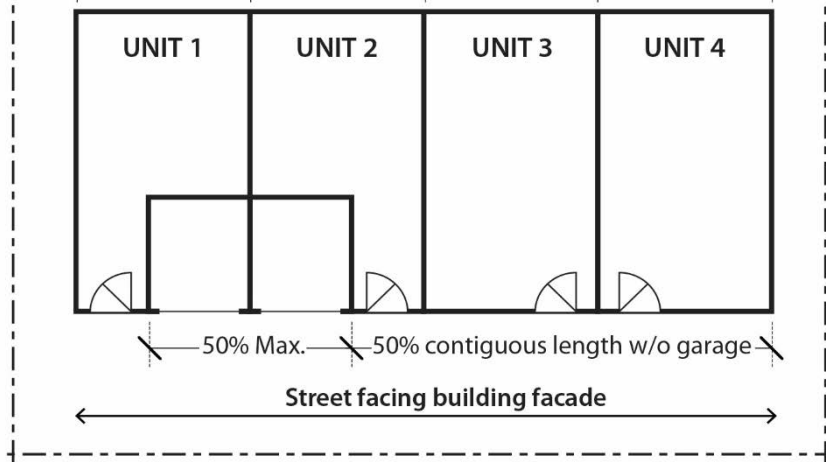 UNIT 1 UNIT 2 UNIT 3 UNIT 4
50% Max. 50% contiguous length w/o garage
Street facing building facade